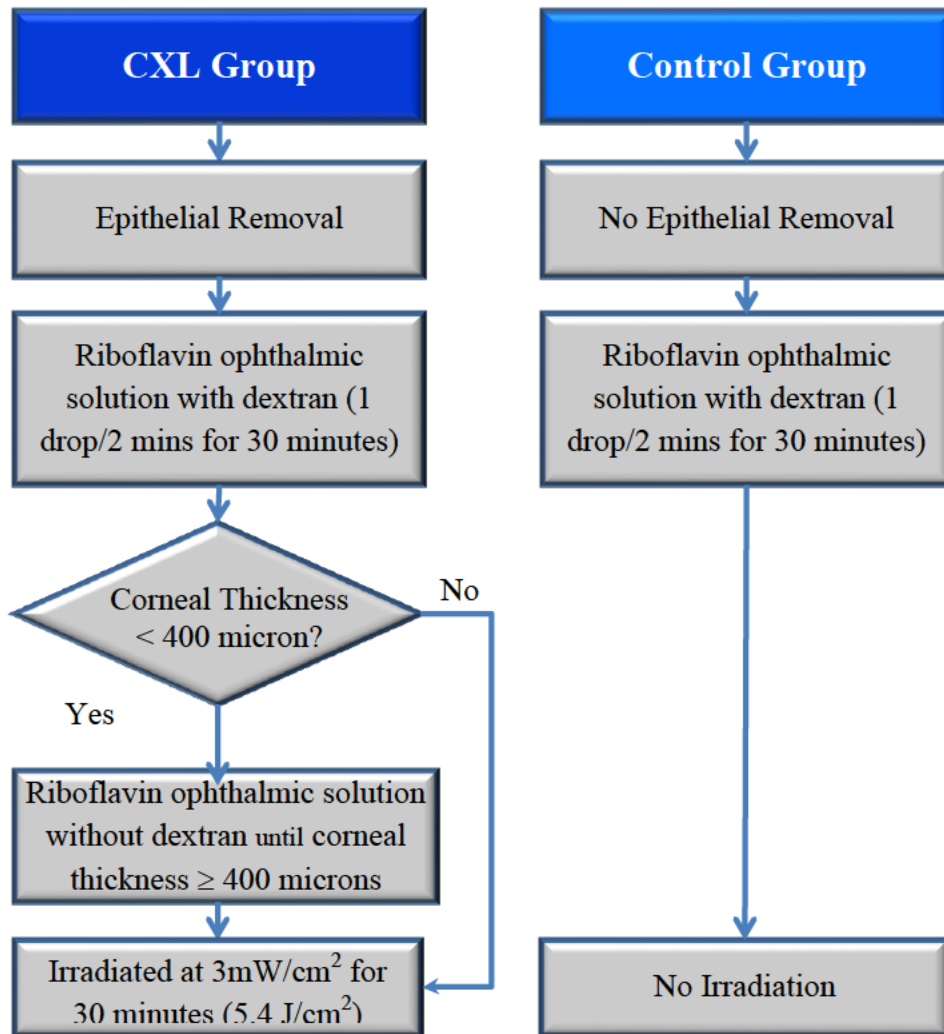 CXL Group
Epithelial Removal
Riboflavin ophthalmic
solution with dextran (1
drop/2 mins for 30 minutes)
Corneal Thickness
< 400 micron?
No
Yes
Riboflavin ophthalmic solution
without dextran until corneal
thickness ≥ 400 microns
Irradiated at 3mW/cm²  for
30 minutes (5.4 J/cm²)
Control Group
No Epithelial Removal
Riboflavin ophthalmic
solution with dextran (1
drop/2 mins for 30 minutes)
No Irradiation